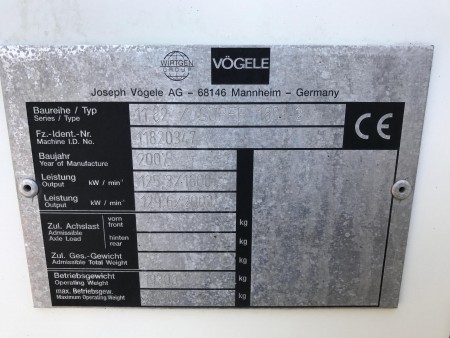 WIRTGEN
GROUP
VÖGELE
Joseph Vögele AG – 68146 Mannheim – Germany
Baureihe / Typ
Series / Type
Fz.-Ident.-Nr.
Machine I.D. No.
11820347
CE
Baujahr
Year of Manufacture
2007
Leistung
Output
kW / min⁻¹
Leistung
Output
kW / min⁻¹
Zul. Achslast
Admissible
Axle Load
vorn
front
kg
hinten
rear
kg
Zul. Ges.-Gewicht
Admissible Total Weight
kg
Betriebsgewicht
Operating Weight
kg
max. Betriebsgew.
Maximum Operating Weight
kg